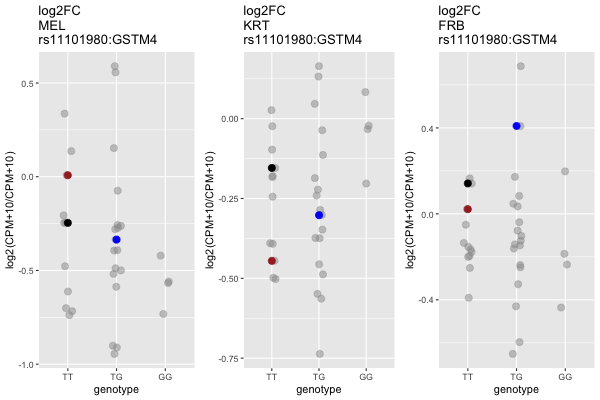 log2FC
MEL
rs11101980:GSTM4
log2(CPM+10/CPM+10)
0.5
0.0
-0.5
-1.0
TT
TG
GG
genotype
log2FC
KRT
rs11101980:GSTM4
log2(CPM+10/CPM+10)
0.00
-0.25
-0.50
-0.75
TT
TG
GG
genotype
log2FC
FRB
rs11101980:GSTM4
log2(CPM+10/CPM+10)
0.4
0.0
-0.4
TT
TG
GG
genotype